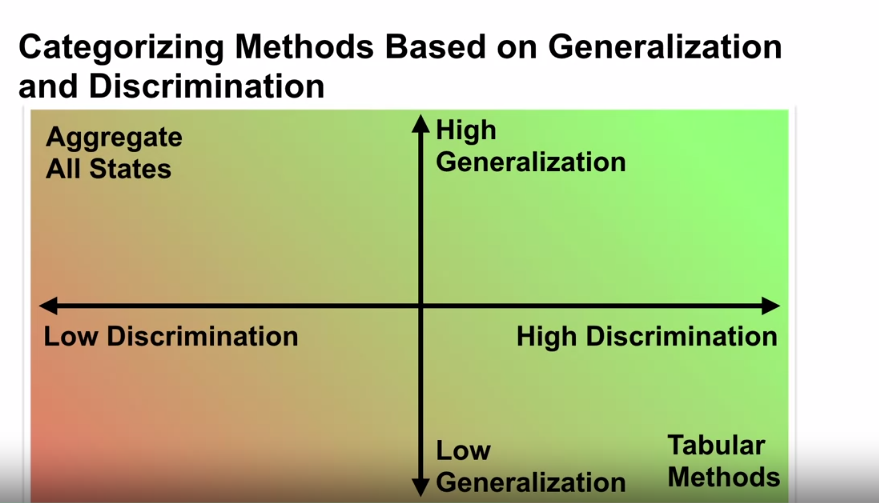 Categorizing Methods Based on Generalization
and Discrimination
Aggregate
All States
High
Generalization
Low Discrimination
High Discrimination
Low
Generalization
Tabular
Methods